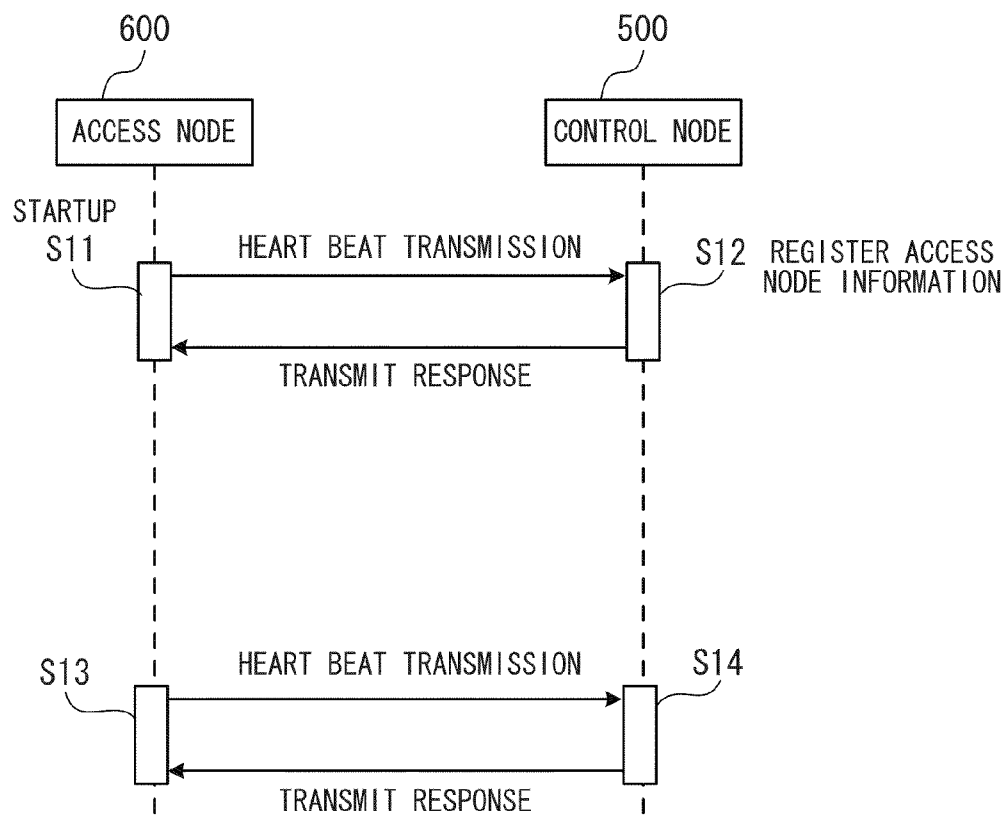 600
500
ACCESS NODE
CONTROL NODE
STARTUP
S11
HEART BEAT TRANSMISSION
S12
REGISTER ACCESS
NODE INFORMATION
TRANSMIT RESPONSE
S13
HEART BEAT TRANSMISSION
S14
TRANSMIT RESPONSE